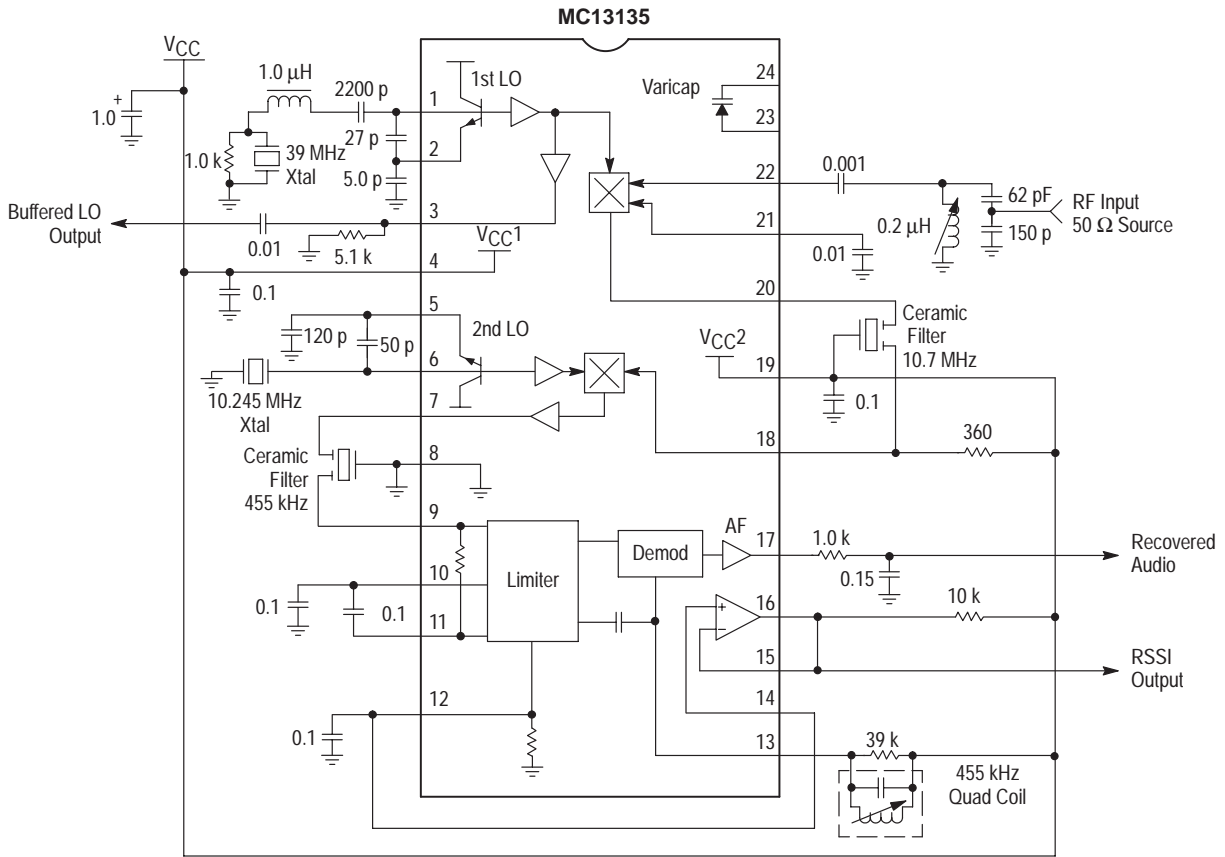 MC13135
VCC
1.0
+
1.0 µH
2200 p
1.0 k
39 MHz
Xtal
27 p
5.0 p
1
2
1st LO
Varicap
24
23
22
0.001
62 pF
150 p
RF Input
50 Ω Source
0.2 µH
21
0.01
Buffered LO
Output
0.01
3
5.1 k
VCC1
4
0.1
20
Ceramic
Filter
10.7 MHz
5
120 p
50 p
2nd LO
6
10.245 MHz
Xtal
7
VCC2
19
0.1
18
360
Ceramic
Filter
455 kHz
8
9
Limiter
Demod
AF
17
1.0 k
0.15
Recovered
Audio
10
0.1
0.1
11
+
–
16
10 k
15
RSSI
Output
14
12
0.1
13
39 k
455 kHz
Quad Coil